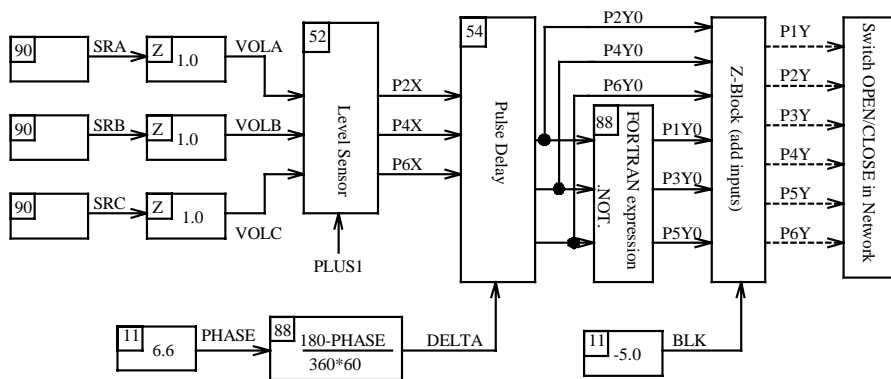 90
SRA
Z
1.0
VOLA
90
SRB
Z
1.0
VOLB
90
SRC
Z
1.0
VOLC
52
Level Sensor
PLUS1
P2X
P4X
P6X
54
Pulse Delay
P2Y0
P4Y0
P6Y0
88
FORTRAN expression
.NOT.
P1Y0
P3Y0
P5Y0
Z-Block (add inputs)
P1Y
P2Y
P3Y
P4Y
P5Y
P6Y
Switch OPEN/CLOSE in Network
11
6.6
PHASE
88
180-PHASE
360*60
DELTA
11
-5.0
BLK